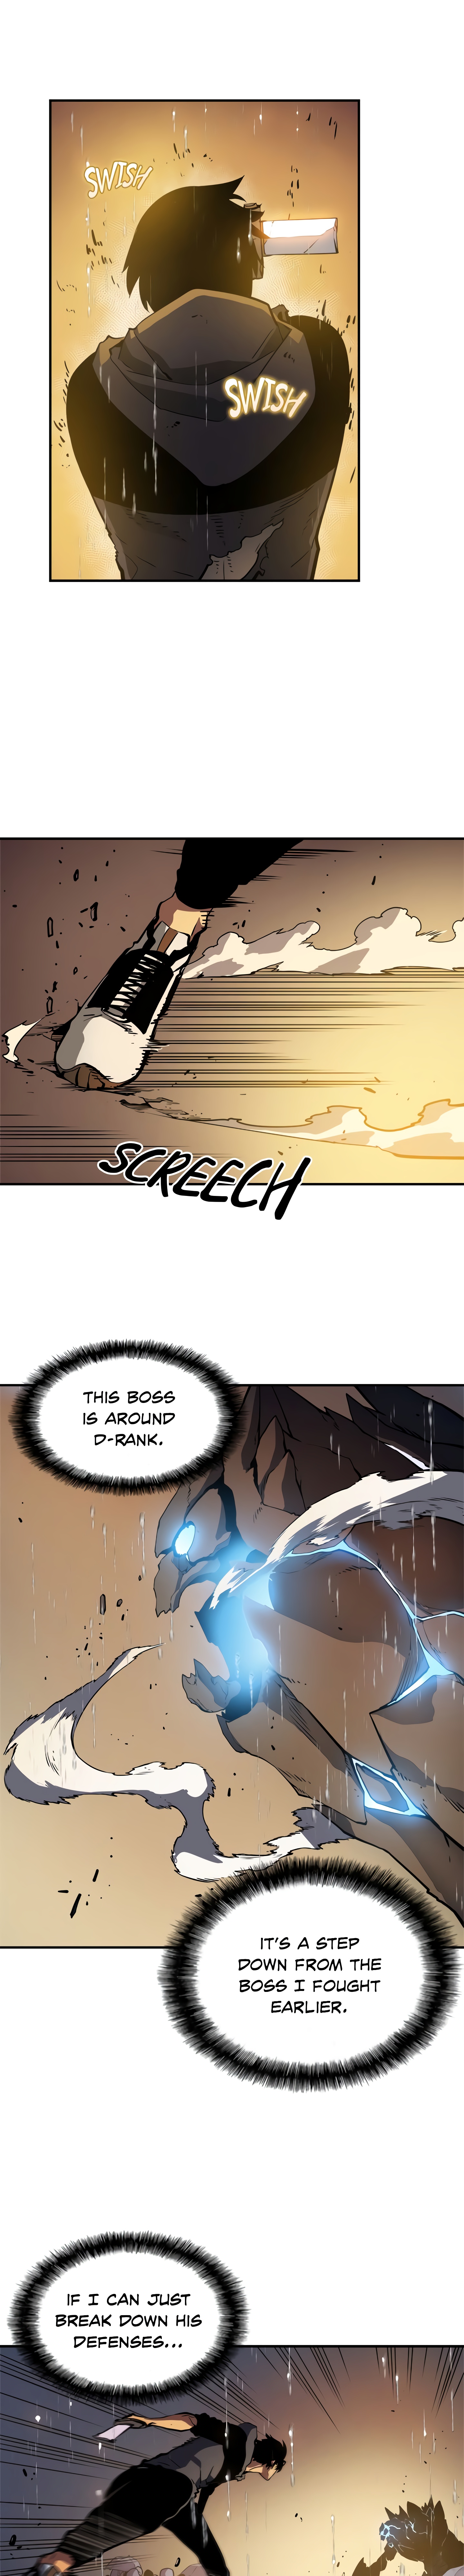 SWISH
SWISH
SCREECH
THIS BOSS
IS AROUND
D-RANK.
IT'S A STEP
DOWN FROM THE
BOSS I FOUGHT
EARLIER.
IF I CAN JUST
BREAK DOWN HIS
DEFENSES...